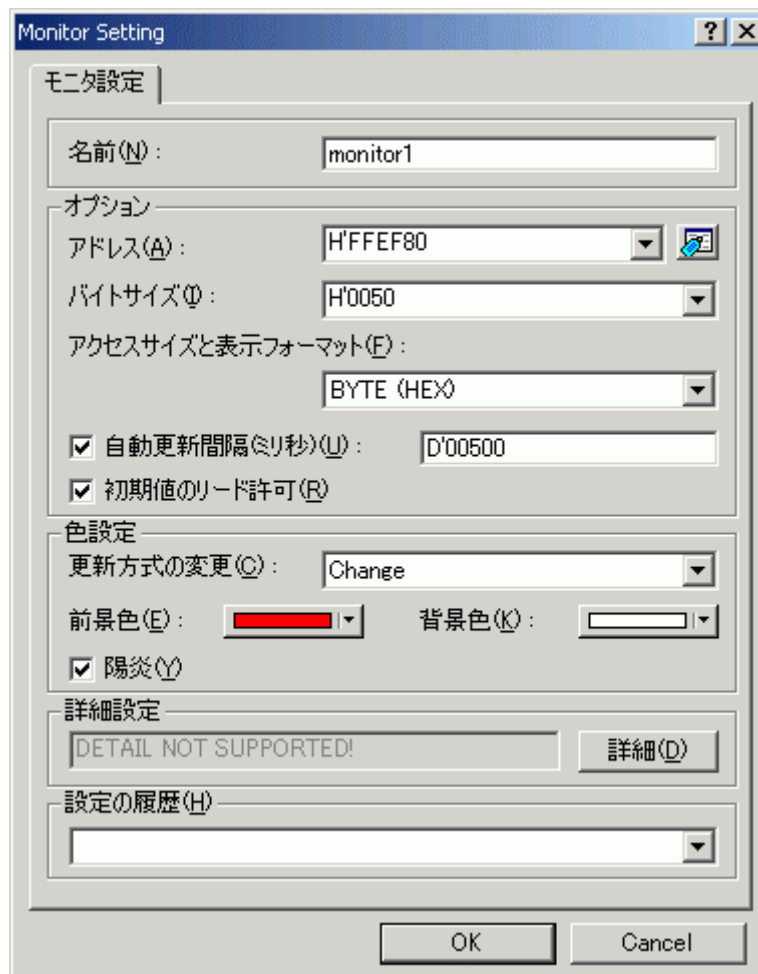 Monitor Setting
モニタ設定
名前(N) : monitor1
オプション
アドレス(A) : H'FFEF80
バイトサイズ(I) : H'0050
アクセスサイズと表示フォーマット(F) :
BYTE (HEX)
自動更新間隔(ミリ秒)(U) : D'00500
初期値のリード許可(R)
色設定
更新方式の変更(C) : Change
前景色(E) : 背景色(K) :
陽炎(Y)
詳細設定
DETAIL NOT SUPPORTED! 詳細(D)
設定の履歴(H)
OK Cancel